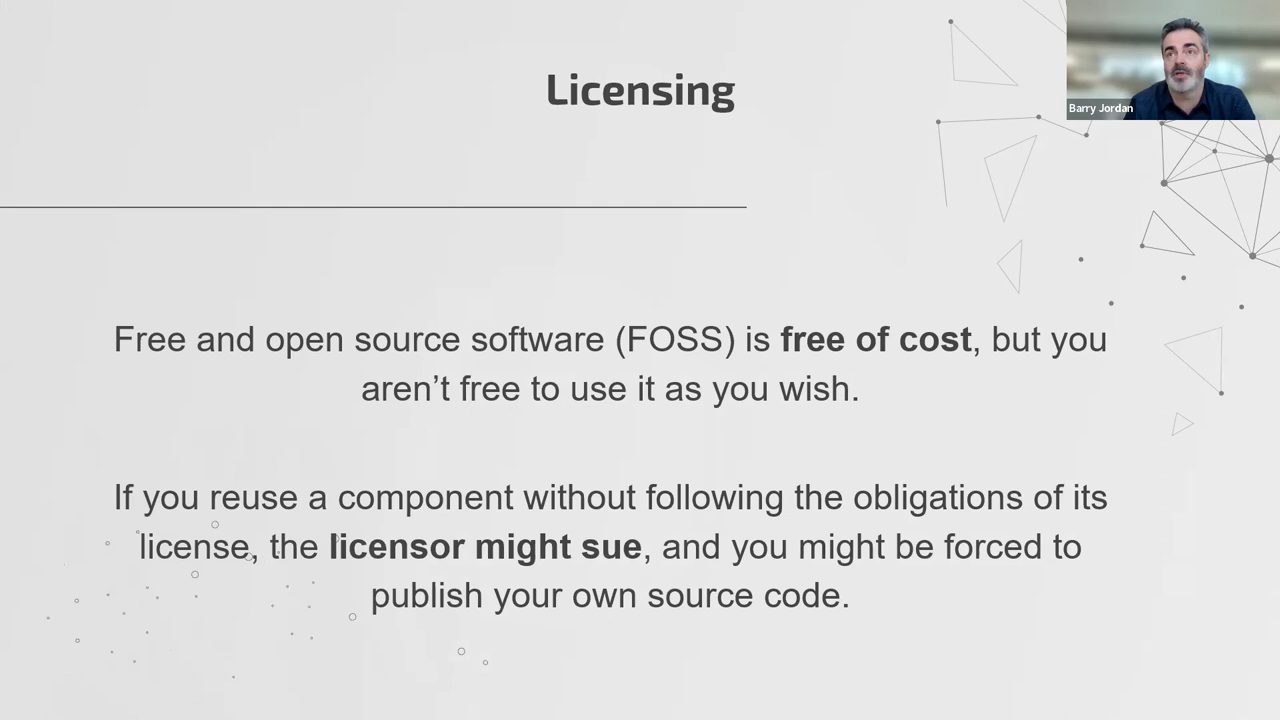 Licensing
Barry Jordan
Free and open source software (FOSS) is free of cost, but you
aren’t free to use it as you wish.
If you reuse a component without following the obligations of its
license, the licensor might sue, and you might be forced to
publish your own source code.